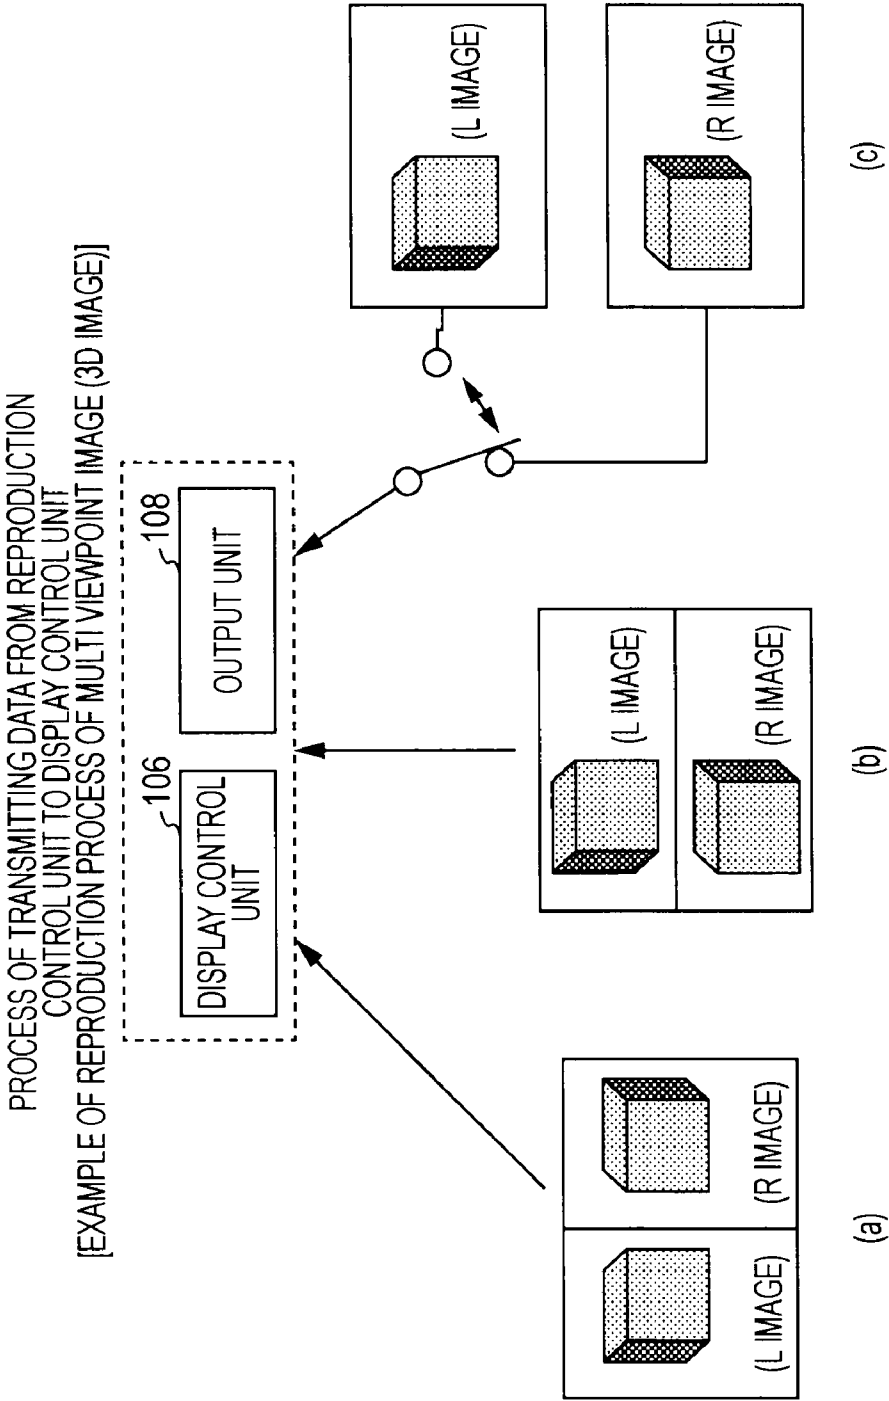 PROCESS OF TRANSMITTING DATA FROM REPRODUCTION
CONTROL UNIT TO DISPLAY CONTROL UNIT
[EXAMPLE OF REPRODUCTION PROCESS OF MULTI VIEWPOINT IMAGE (3D IMAGE)]
106
108
DISPLAY CONTROL
UNIT
OUTPUT UNIT
(L IMAGE)
(R IMAGE)
(a)
(L IMAGE)
(R IMAGE)
(b)
(L IMAGE)
(R IMAGE)
(c)